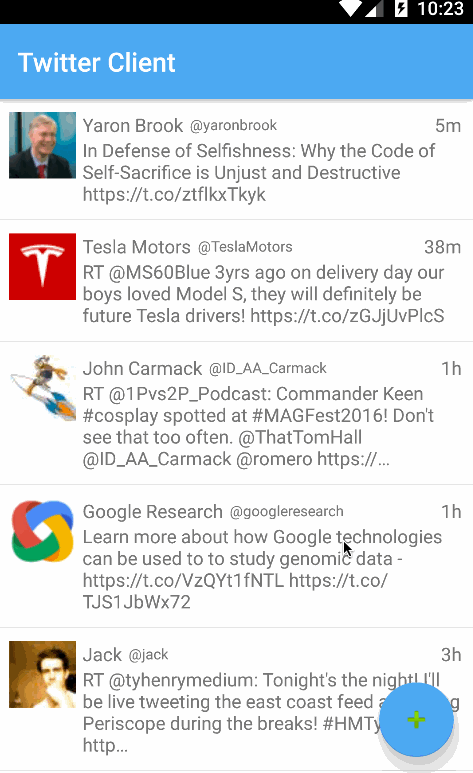 10:23
Twitter Client
Yaron Brook @yaronbrook 5m
In Defense of Selfishness: Why the Code of
Self-Sacrifice is Unjust and Destructive
https://t.co/ztflkxTkyk
Tesla Motors @TeslaMotors 38m
RT @MS60Blue 3yrs ago on delivery day our
boys loved Model S, they will definitely be
future Tesla drivers! https://t.co/zGJjUvPlcS
John Carmack @ID_AA_Carmack 1h
RT @1Pvs2P_Podcast: Commander Keen
#cosplay spotted at #MAGFest2016! Don't
see that too often. @ThatTomHall
@ID_AA_Carmack @romero https://…
Google Research @googleresearch 1h
Learn more about how Google technologies
can be used to to study genomic data -
https://t.co/VzQYt1fNTL https://t.co/
TJS1JbWx72
Jack @jack 3h
RT @tyhenrymedium: Tonight's the night! I'll
be live tweeting the east coast feed
Periscope during the breaks! #HMTy
http…